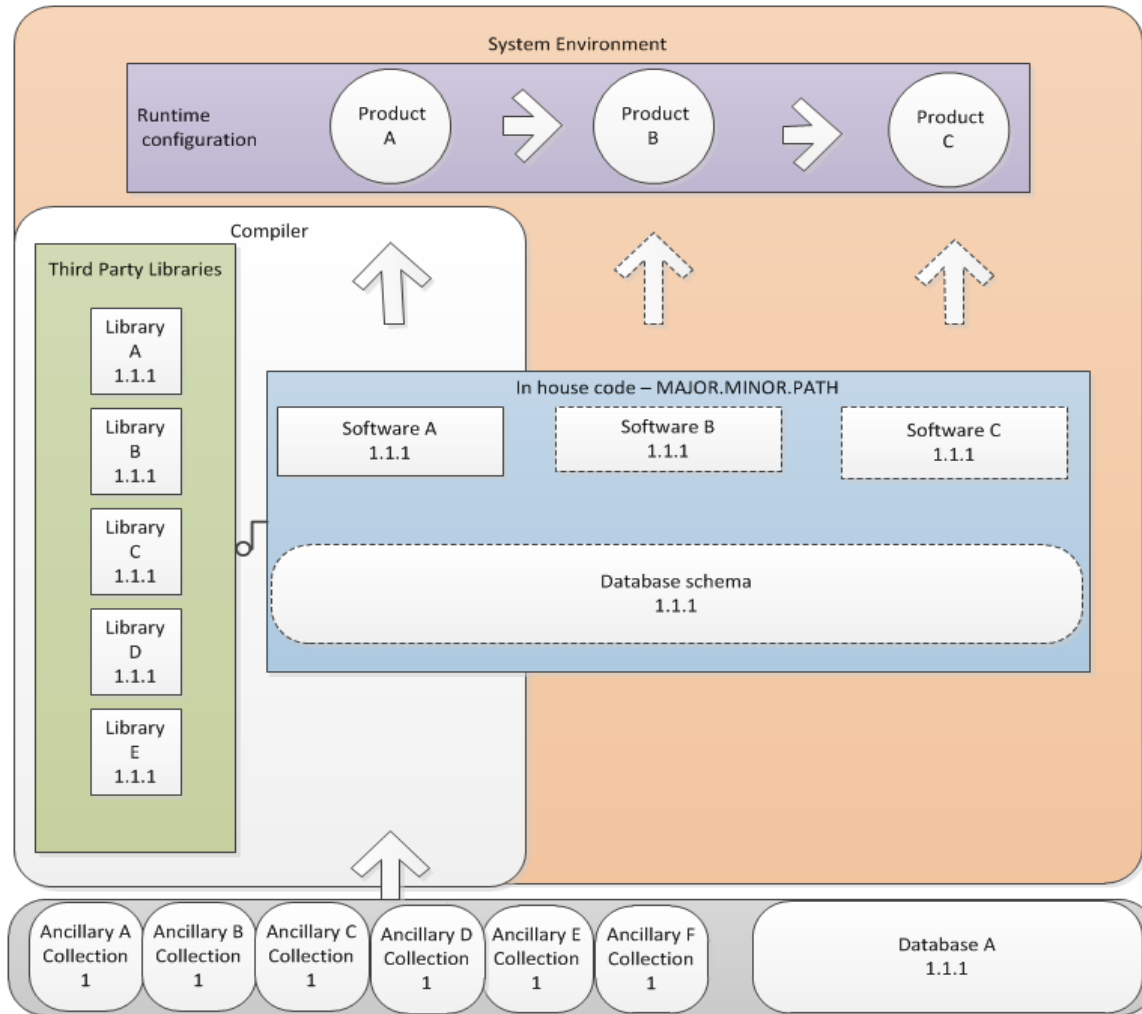 System Environment
Runtime
configuration
Product
A
Product
B
Product
C
Compiler
Third Party Libraries
Library
A
1.1.1
Library
B
1.1.1
Library
C
1.1.1
Library
D
1.1.1
Library
E
1.1.1
In house code – MAJOR.MINOR.PATH
Software A
1.1.1
Software B
1.1.1
Software C
1.1.1
Database schema
1.1.1
Ancillary A
Collection
1
Ancillary B
Collection
1
Ancillary C
Collection
1
Ancillary D
Collection
1
Ancillary E
Collection
1
Ancillary F
Collection
1
Database A
1.1.1